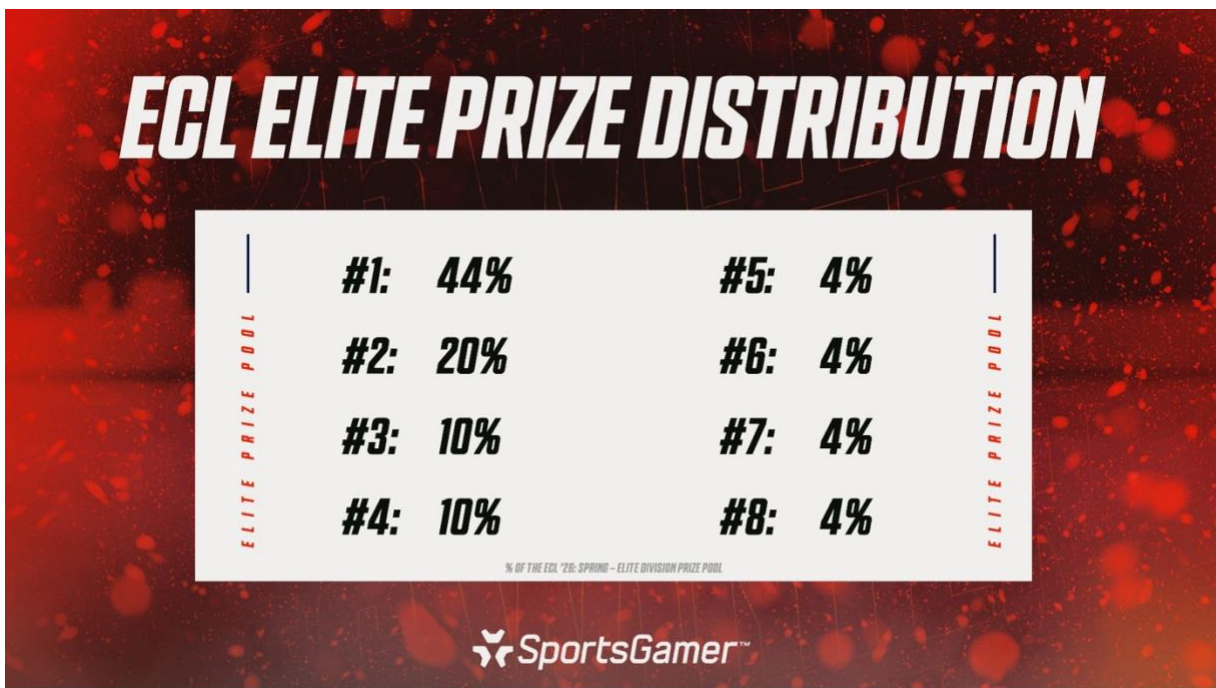 ECL ELITE PRIZE DISTRIBUTION
ELITE PRIZE POOL
#1: 44%
#2: 20%
#3: 10%
#4: 10%
#5: 4%
#6: 4%
#7: 4%
#8: 4%
ELITE PRIZE POOL
% OF THE ECL '26: SPRING – ELITE DIVISION PRIZE POOL
SportsGamer™